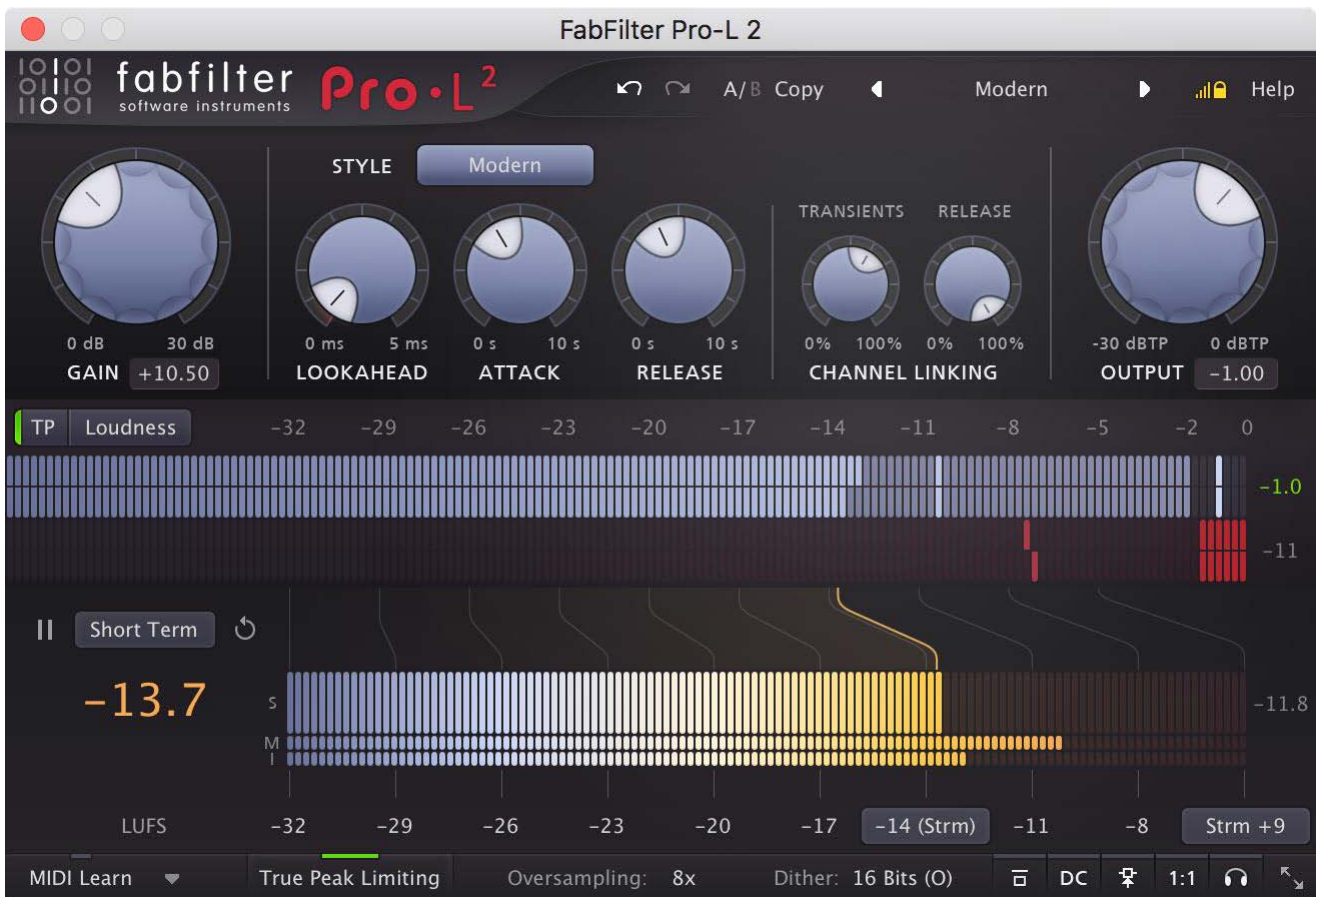 FabFilter Pro-L 2
fabfilter
software instruments
Pro·L 2
A/B Copy
Modern
Help
STYLE Modern
TRANSIENTS RELEASE
0 dB 30 dB 0 ms 5 ms 0 s 10 s 0 s 10 s 0% 100% 0% 100% -30 dBTP 0 dBTP
GAIN +10.50 LOOKAHEAD ATTACK RELEASE CHANNEL LINKING OUTPUT -1.00
TP Loudness -32 -29 -26 -23 -20 -17 -14 -11 -8 -5 -2 0
-1.0
-11
Short Term
-13.7 S -11.8
M
I
LUFS -32 -29 -26 -23 -20 -17 -14 (Strm) -11 -8 Strm +9
MIDI Learn True Peak Limiting Oversampling: 8x Dither: 16 Bits (O) DC 1:1